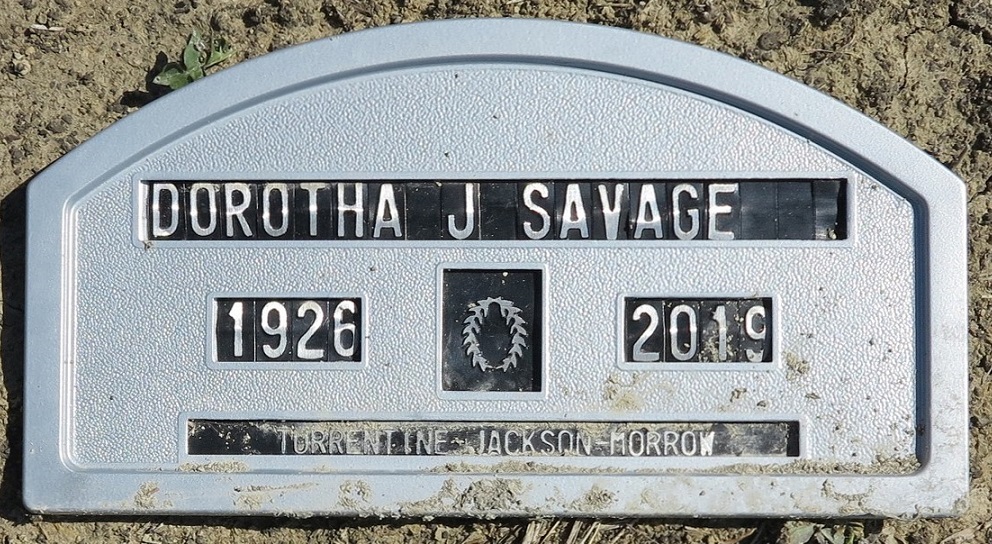 DOROTHA J SAVAGE
1926 2019
TORRENTINE-JACKSON-MORROW